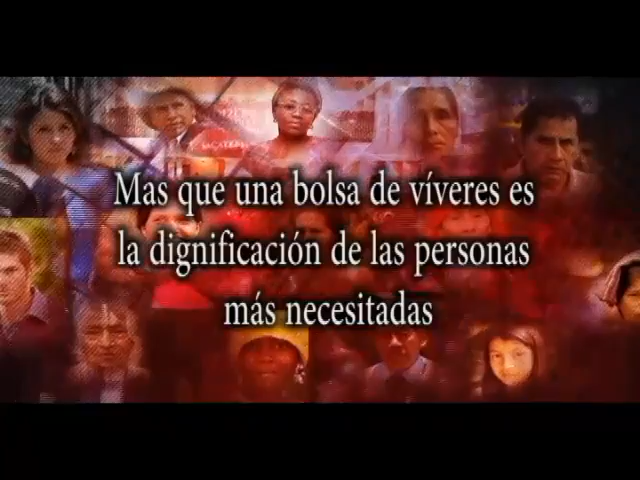 Mas que una bolsa de víveres es
la dignificación de las personas
más necesitadas